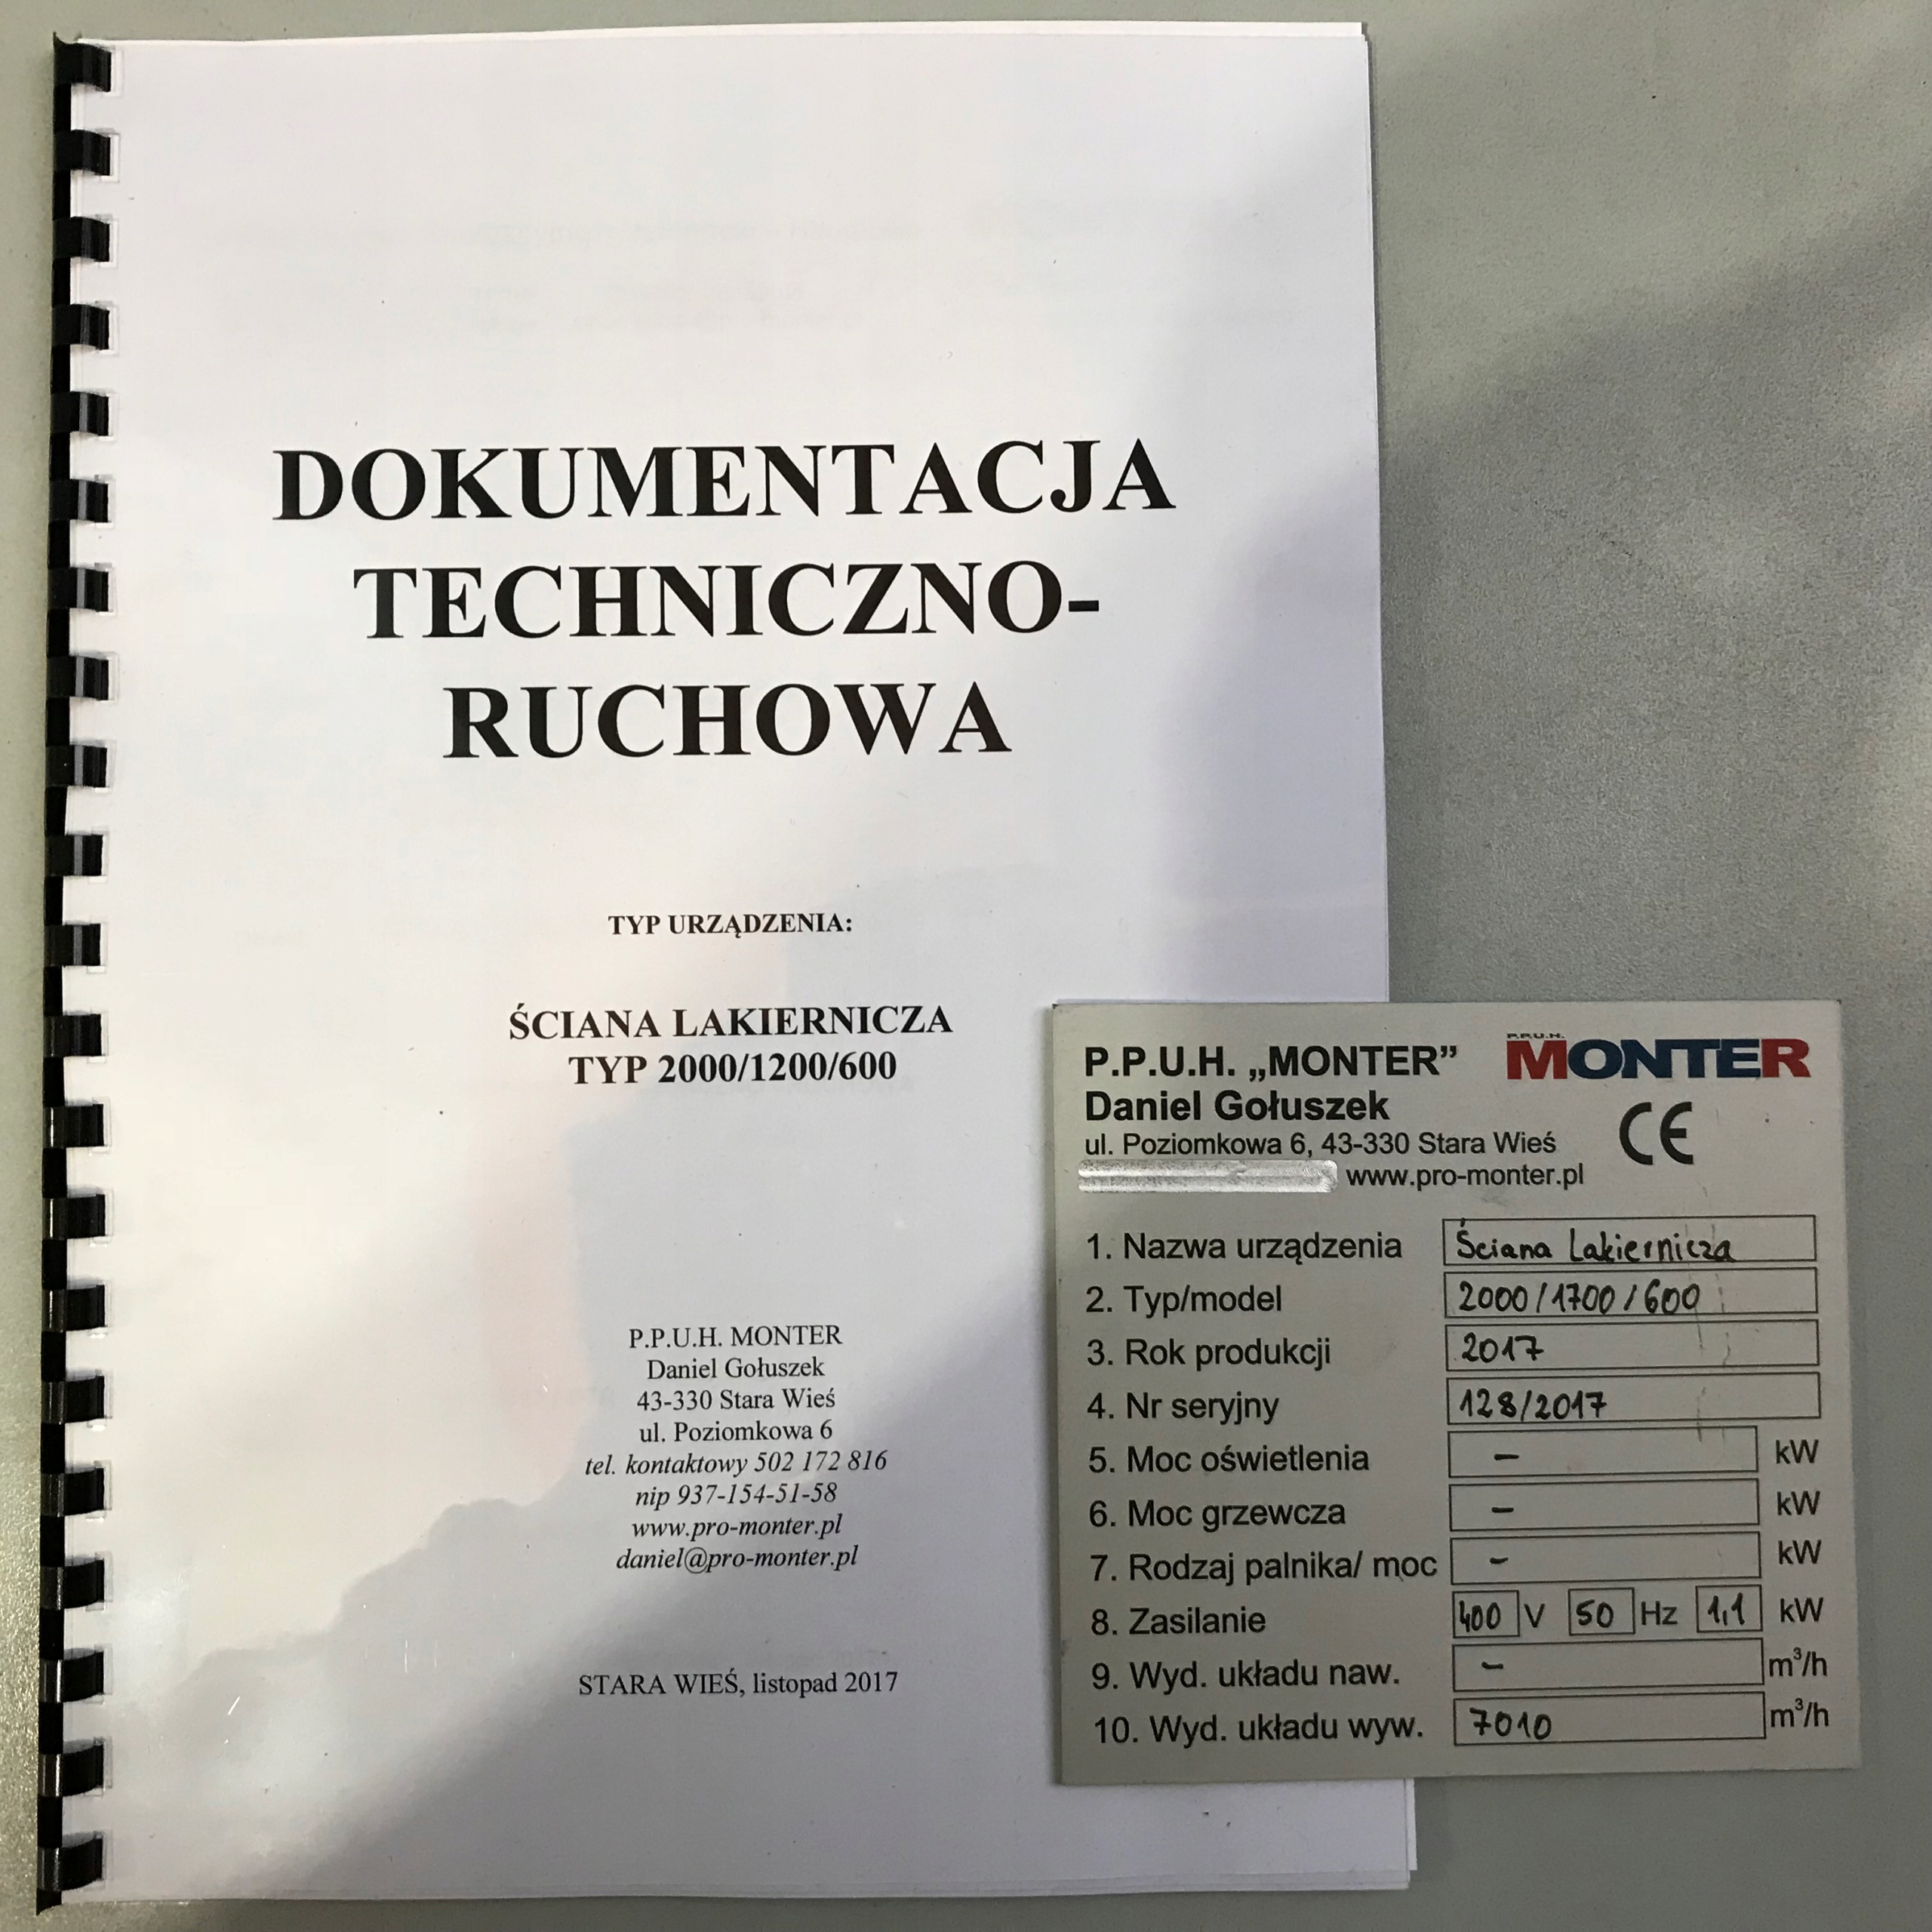 DOKUMENTACJA
TECHNICZNO-
RUCHOWA
TYP URZĄDZENIA:
ŚCIANA LAKIERNICZA
TYP 2000/1200/600
P.P.U.H. MONTER
Daniel Gołuszek
43-330 Stara Wieś
ul. Poziomkowa 6
tel. kontaktowy 502 172 816
nip 937-154-51-58
www.pro-monter.pl
daniel@pro-monter.pl
STARA WIEŚ, listopad 2017
P.P.U.H. „MONTER”
P.P.U.H.
MONTER
Daniel Gołuszek
CE
ul. Poziomkowa 6, 43-330 Stara Wieś
www.pro-monter.pl
1. Nazwa urządzenia Ściana Lakiernicza
2. Typ/model 2000/1700/600
3. Rok produkcji 2017
4. Nr seryjny 128/2017
5. Moc oświetlenia – kW
6. Moc grzewcza – kW
7. Rodzaj palnika/ moc – kW
8. Zasilanie 400 V 50 Hz 1,1 kW
9. Wyd. układu naw. – m³/h
10. Wyd. układu wyw. 7010 m³/h